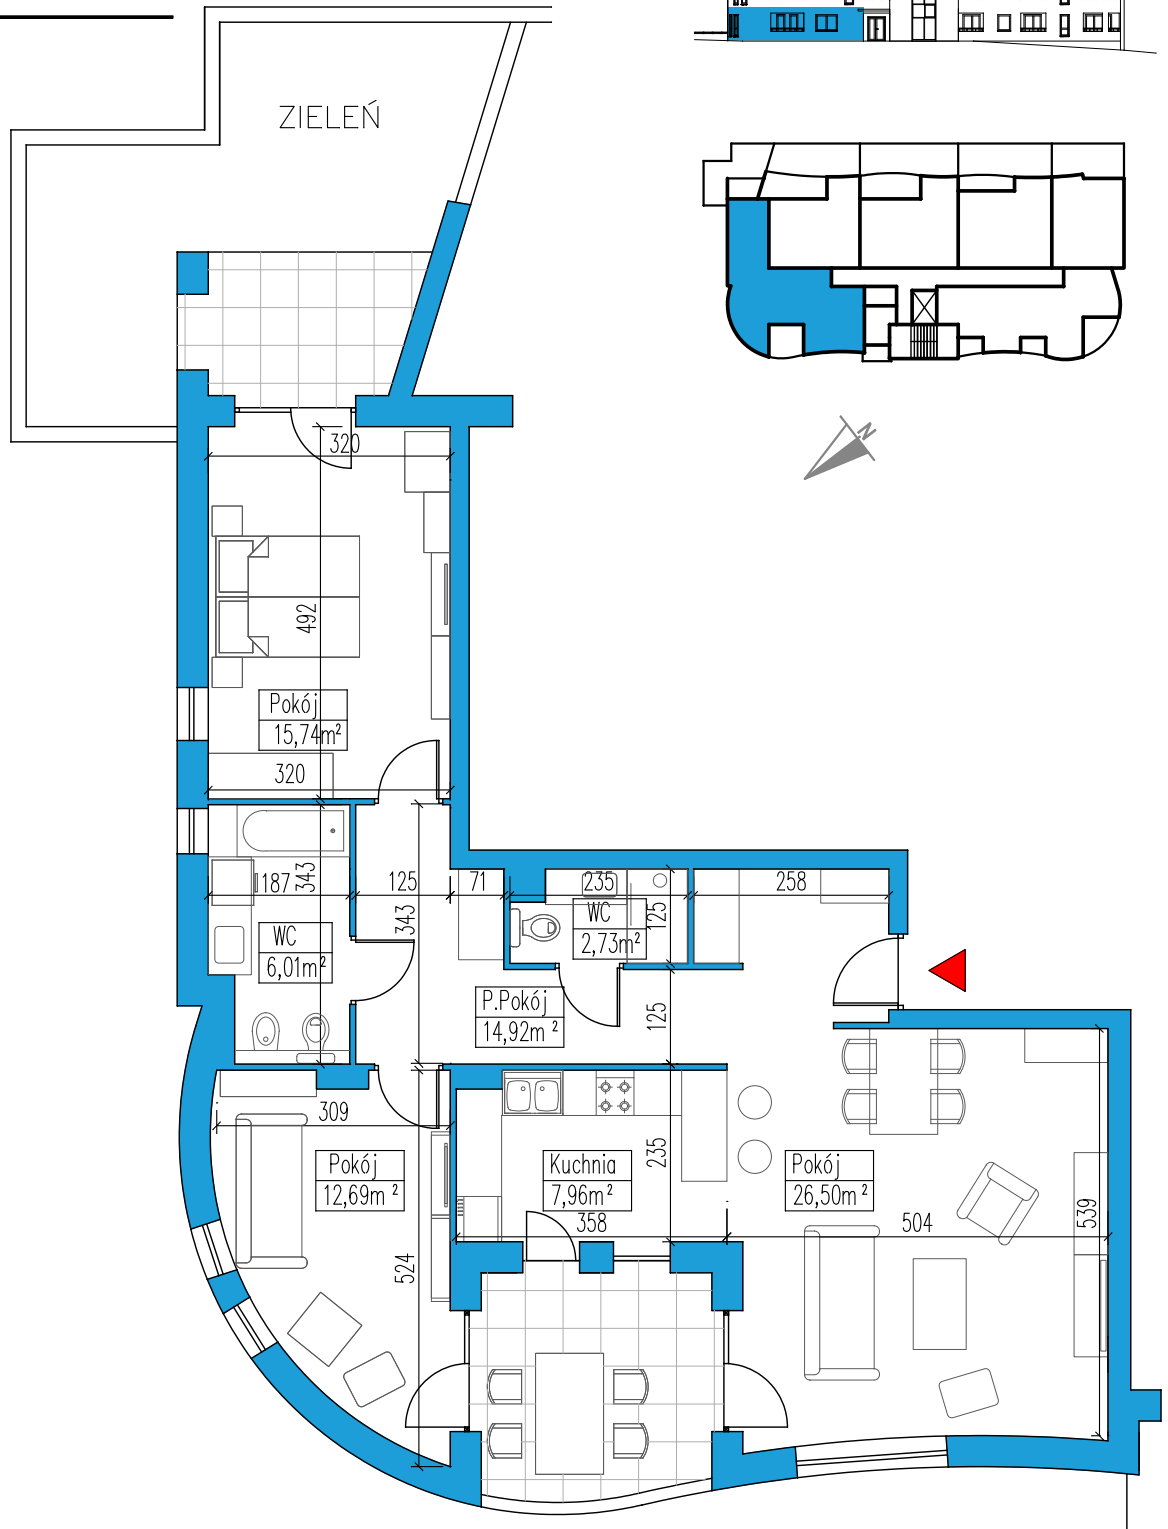 ZIELEŃ
N
320
492
Pokój
15,74m²
320
187
343
125
343
71
235
125
258
WC
2,73m²
WC
6,01m²
P.Pokój
14,92m²
125
309
Pokój
12,69m²
524
Kuchnia
7,96m²
235
358
Pokój
26,50m²
504
539